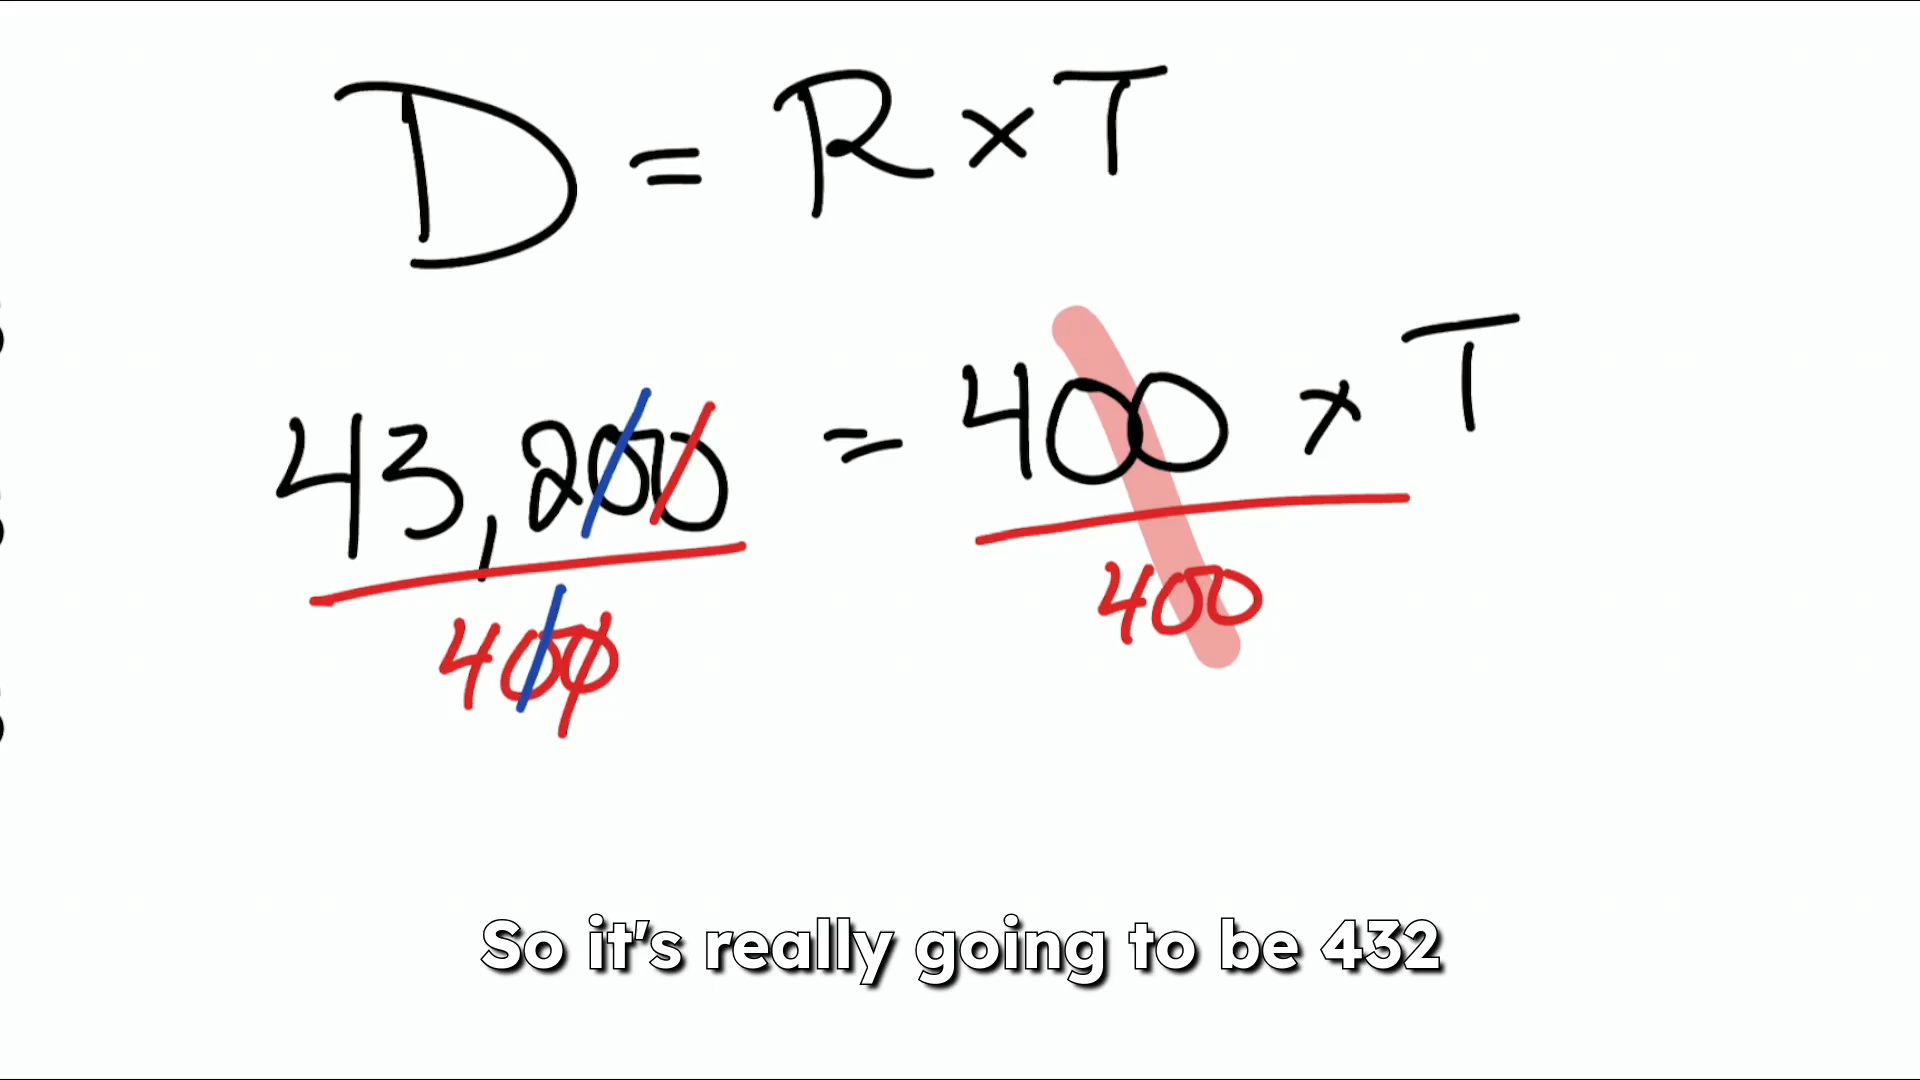 D = R × T
43,200 = 400 × T
400 400
So it's really going to be 432